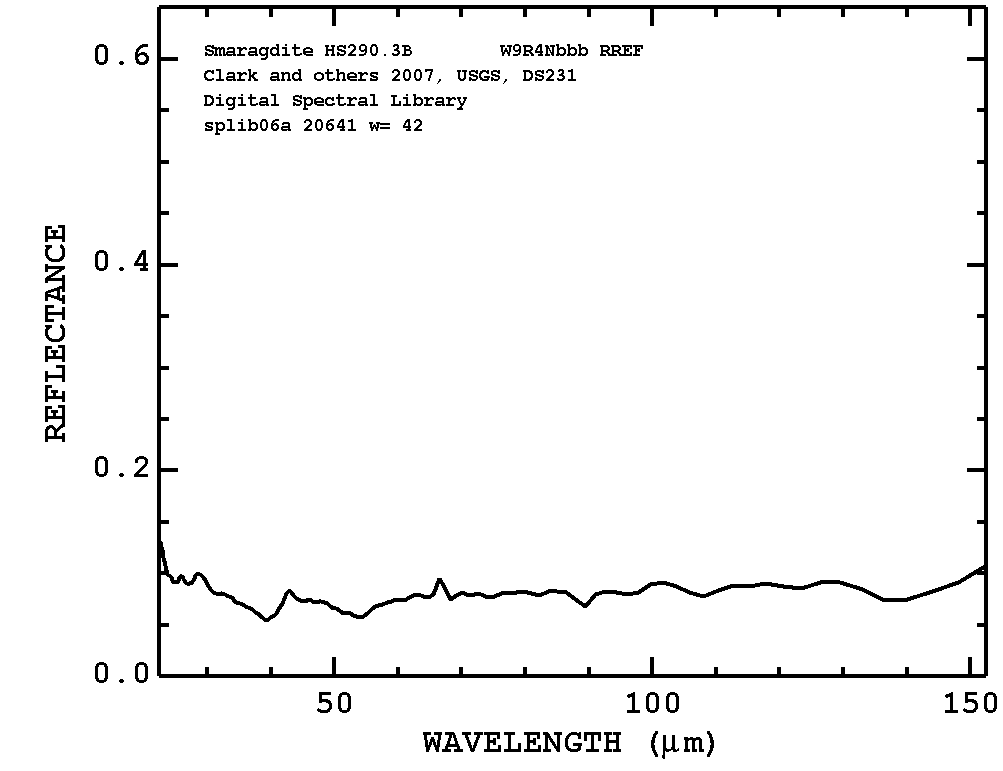 0.6
Smaragdite HS290.3B W9R4Nbbb RREF
Clark and others 2007, USGS, DS231
Digital Spectral Library
splib06a 20641 w= 42
0.4
REFLECTANCE
0.2
0.0
50 100 150
WAVELENGTH (μm)